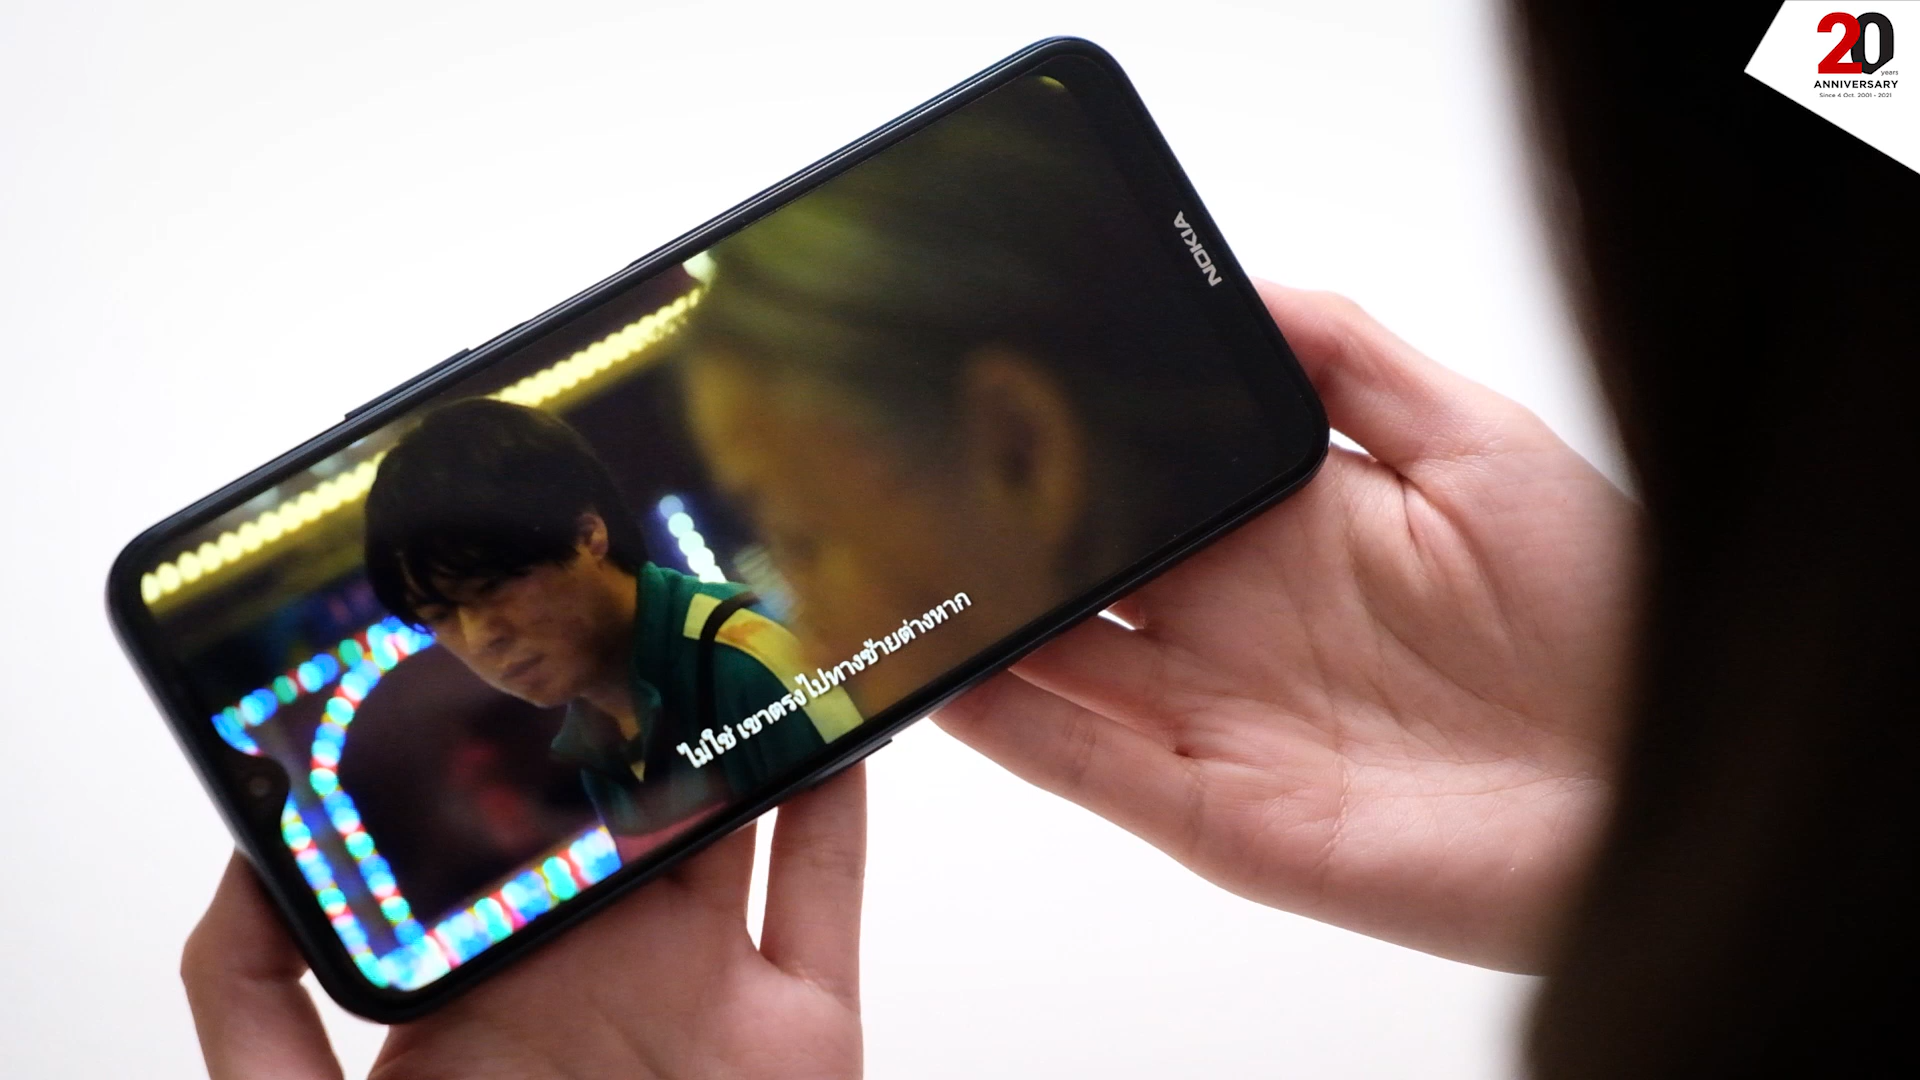 20
years
ANNIVERSARY
Since 4 Oct. 2001 - 2021
NOKIA
ไม่ใช่ เขาตรงไปทางซ้ายต่างหาก